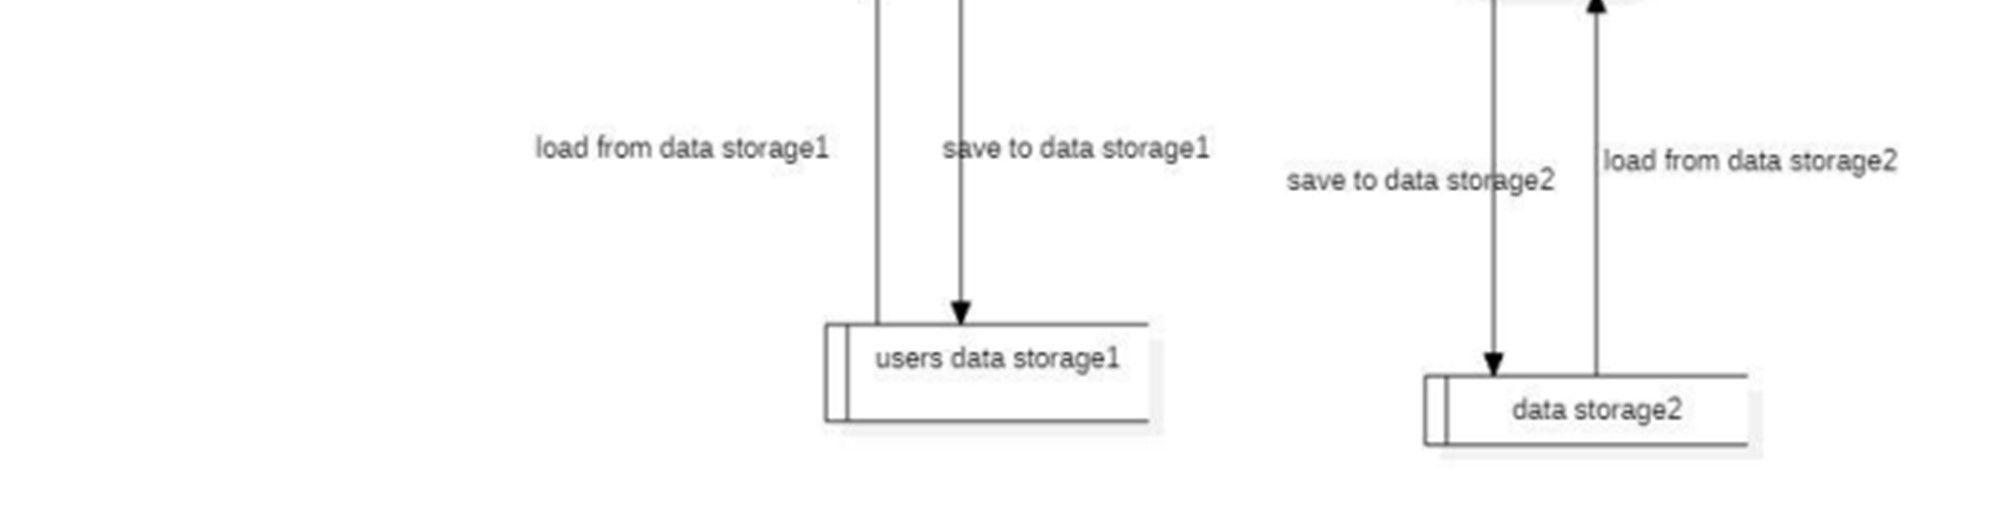 load from data storage1
save to data storage1
save to data storage2
load from data storage2
users data storage1
data storage2